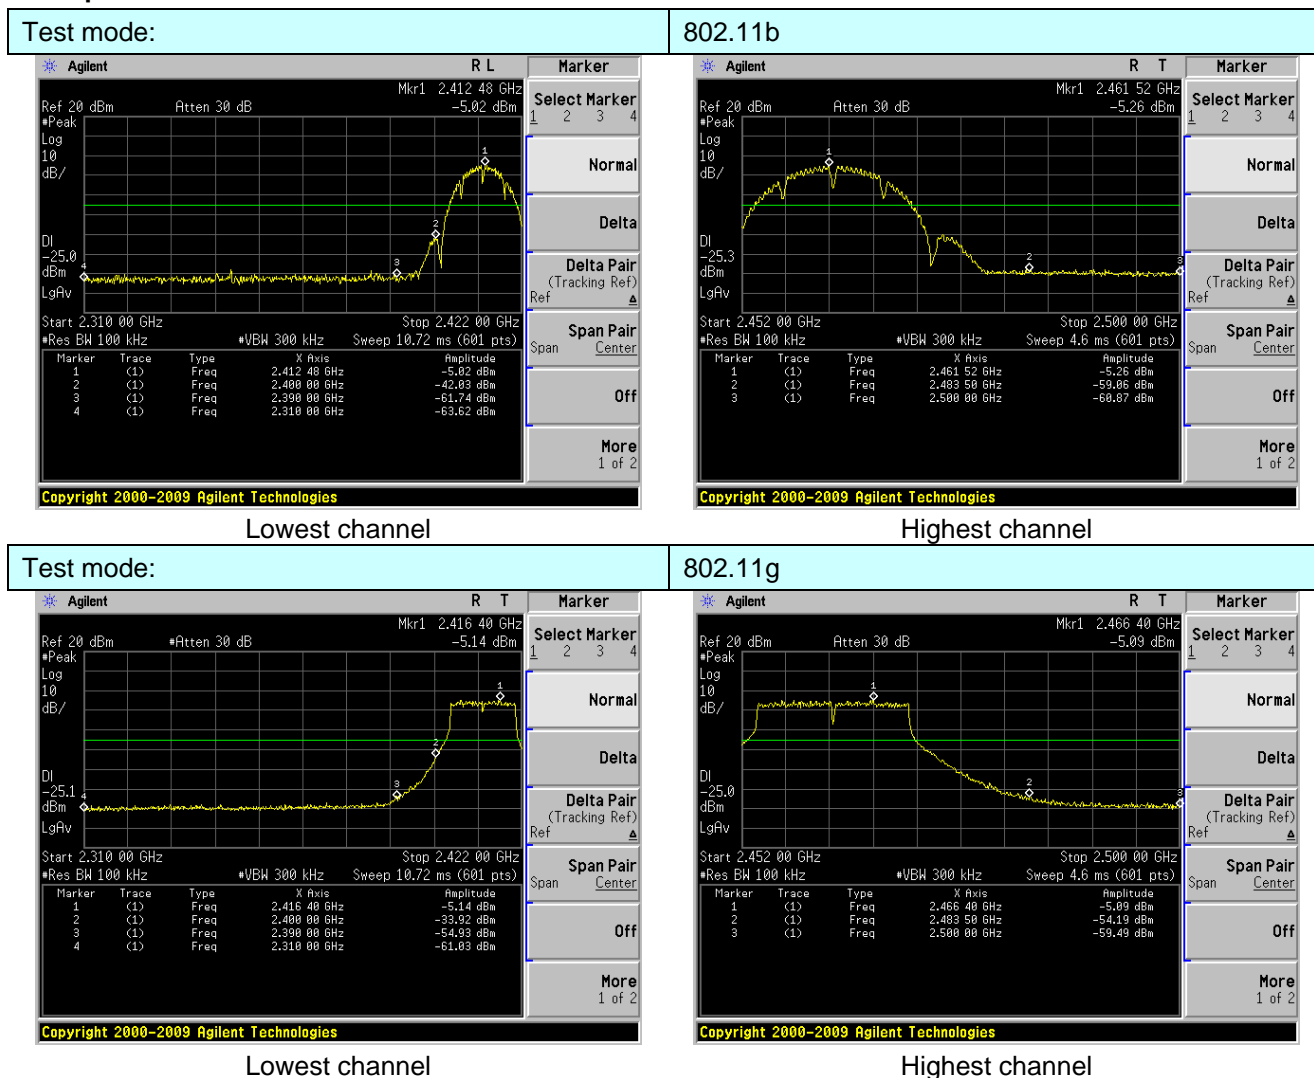 Test mode: 802.11b
Agilent R L Marker
Mkr1 2.412 48 GHz
Ref 20 dBm Atten 30 dB -5.02 dBm
#Peak
Log
10
dB/
DI
-25.0
dBm
LgAv
1
2
3
4
Start 2.310 00 GHz Stop 2.422 00 GHz
#Res BW 100 kHz #VBW 300 kHz Sweep 10.72 ms (601 pts)
Marker Trace Type X Axis Amplitude
1 (1) Freq 2.412 48 GHz -5.02 dBm
2 (1) Freq 2.400 00 GHz -42.03 dBm
3 (1) Freq 2.390 00 GHz -61.74 dBm
4 (1) Freq 2.310 00 GHz -63.62 dBm
Select Marker
1 2 3 4
Normal
Delta
Delta Pair
(Tracking Ref)
Ref Δ
Span Pair
Span Center
Off
More
1 of 2
Copyright 2000-2009 Agilent Technologies
Lowest channel
Agilent R T Marker
Mkr1 2.461 52 GHz
Ref 20 dBm Atten 30 dB -5.26 dBm
#Peak
Log
10
dB/
DI
-25.3
dBm
LgAv
1
2
3
Start 2.452 00 GHz Stop 2.500 00 GHz
#Res BW 100 kHz #VBW 300 kHz Sweep 4.6 ms (601 pts)
Marker Trace Type X Axis Amplitude
1 (1) Freq 2.461 52 GHz -5.26 dBm
2 (1) Freq 2.483 50 GHz -59.06 dBm
3 (1) Freq 2.500 00 GHz -60.87 dBm
Select Marker
1 2 3 4
Normal
Delta
Delta Pair
(Tracking Ref)
Ref Δ
Span Pair
Span Center
Off
More
1 of 2
Copyright 2000-2009 Agilent Technologies
Highest channel
Test mode: 802.11g
Agilent R T Marker
Mkr1 2.416 40 GHz
Ref 20 dBm #Atten 30 dB -5.14 dBm
#Peak
Log
10
dB/
DI
-25.1
dBm
LgAv
1
2
3
4
Start 2.310 00 GHz Stop 2.422 00 GHz
#Res BW 100 kHz #VBW 300 kHz Sweep 10.72 ms (601 pts)
Marker Trace Type X Axis Amplitude
1 (1) Freq 2.416 40 GHz -5.14 dBm
2 (1) Freq 2.400 00 GHz -33.92 dBm
3 (1) Freq 2.390 00 GHz -54.93 dBm
4 (1) Freq 2.310 00 GHz -61.03 dBm
Select Marker
1 2 3 4
Normal
Delta
Delta Pair
(Tracking Ref)
Ref Δ
Span Pair
Span Center
Off
More
1 of 2
Copyright 2000-2009 Agilent Technologies
Lowest channel
Agilent R T Marker
Mkr1 2.466 40 GHz
Ref 20 dBm Atten 30 dB -5.09 dBm
#Peak
Log
10
dB/
DI
-25.0
dBm
LgAv
1
2
3
Start 2.452 00 GHz Stop 2.500 00 GHz
#Res BW 100 kHz #VBW 300 kHz Sweep 4.6 ms (601 pts)
Marker Trace Type X Axis Amplitude
1 (1) Freq 2.466 40 GHz -5.09 dBm
2 (1) Freq 2.483 50 GHz -54.19 dBm
3 (1) Freq 2.500 00 GHz -59.49 dBm
Select Marker
1 2 3 4
Normal
Delta
Delta Pair
(Tracking Ref)
Ref Δ
Span Pair
Span Center
Off
More
1 of 2
Copyright 2000-2009 Agilent Technologies
Highest channel